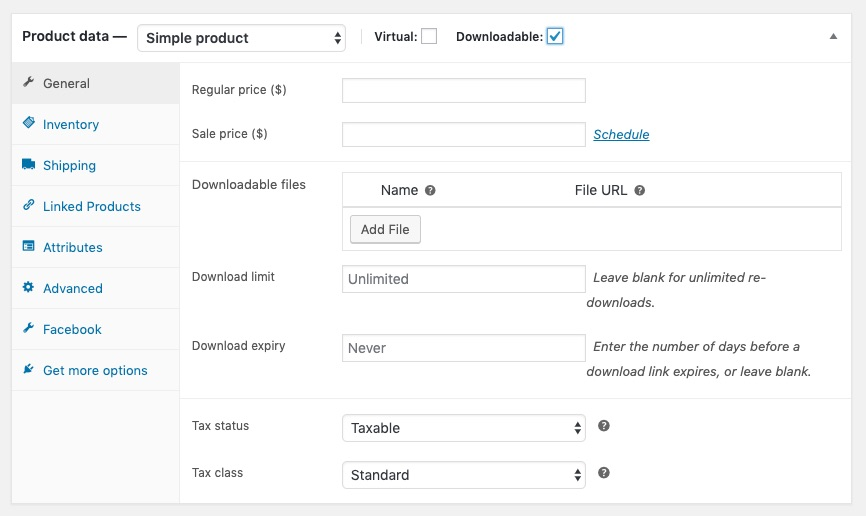 Product data — Simple product Virtual: Downloadable:
General
Inventory
Shipping
Linked Products
Attributes
Advanced
Facebook
Get more options
Regular price ($)
Sale price ($) Schedule
Downloadable files Name ? File URL ?
Add File
Download limit Unlimited Leave blank for unlimited re-
downloads.
Download expiry Never Enter the number of days before a
download link expires, or leave blank.
Tax status Taxable ?
Tax class Standard ?